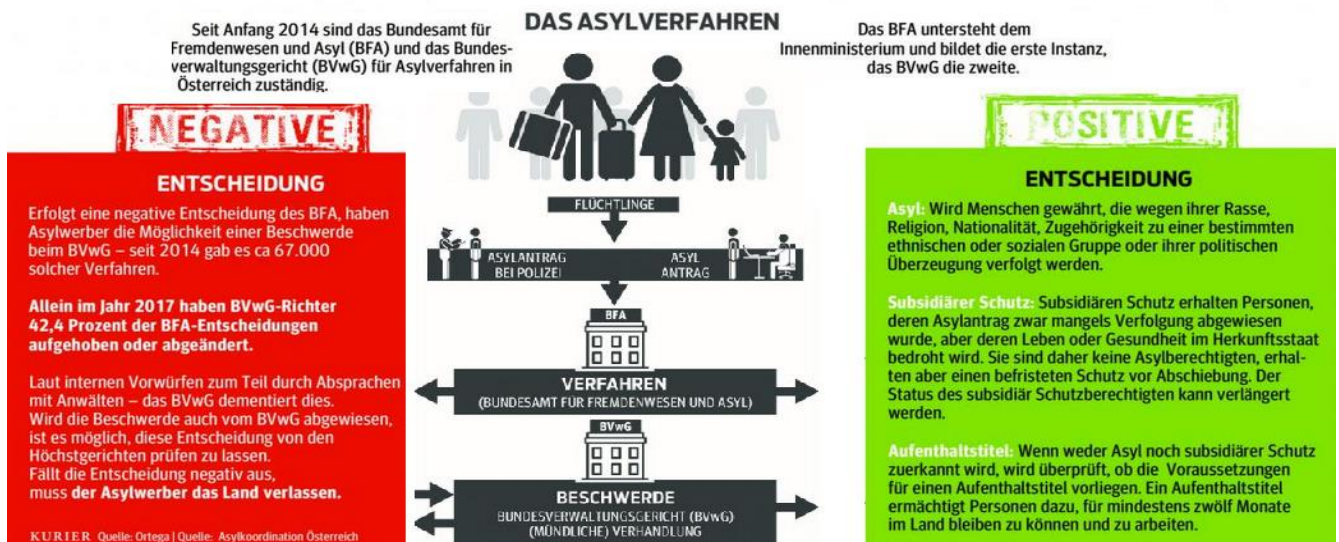 DAS ASYLVERFAHREN
Seit Anfang 2014 sind das Bundesamt für
Fremdenwesen und Asyl (BFA) und das Bundes-
verwaltungsgericht (BVwG) für Asylverfahren in
Österreich zuständig.
Das BFA untersteht dem
Innenministerium und bildet die erste Instanz,
das BVwG die zweite.
NEGATIVE
ENTSCHEIDUNG
Erfolgt eine negative Entscheidung des BFA, haben
Asylwerber die Möglichkeit einer Beschwerde
beim BVwG – seit 2014 gab es ca 67.000
solcher Verfahren.
Allein im Jahr 2017 haben BVwG-Richter
42,4 Prozent der BFA-Entscheidungen
aufgehoben oder abgeändert.
Laut internen Vorwürfen zum Teil durch Absprachen
mit Anwälten – das BVwG dementiert dies.
Wird die Beschwerde auch vom BVwG abgewiesen,
ist es möglich, diese Entscheidung von den
Höchstgerichten prüfen zu lassen.
Fällt die Entscheidung negativ aus,
muss der Asylwerber das Land verlassen.
KURIER Quelle: Ortega | Quelle: Asylkoordination Österreich
FLÜCHTLINGE
ASYLANTRAG
BEI POLIZEI
ASYL
ANTRAG
BFA
VERFAHREN
(BUNDESAMT FÜR FREMDENWESEN UND ASYL)
BVwG
BESCHWERDE
BUNDESVERWALTUNGSGERICHT (BVwG)
(MÜNDLICHE) VERHANDLUNG
POSITIVE
ENTSCHEIDUNG
Asyl: Wird Menschen gewährt, die wegen ihrer Rasse,
Religion, Nationalität, Zugehörigkeit zu einer bestimmten
ethnischen oder sozialen Gruppe oder ihrer politischen
Überzeugung verfolgt werden.
Subsidiärer Schutz: Subsidiären Schutz erhalten Personen,
deren Asylantrag zwar mangels Verfolgung abgewiesen
wurde, aber deren Leben oder Gesundheit im Herkunftsstaat
bedroht wird. Sie sind daher keine Asylberechtigten, erhal-
ten aber einen befristeten Schutz vor Abschiebung. Der
Status des subsidiär Schutzberechtigten kann verlängert
werden.
Aufenthaltstitel: Wenn weder Asyl noch subsidiärer Schutz
zuerkannt wird, wird überprüft, ob die Voraussetzungen
für einen Aufenthaltstitel vorliegen. Ein Aufenthaltstitel
ermächtigt Personen dazu, für mindestens zwölf Monate
im Land bleiben zu können und zu arbeiten.